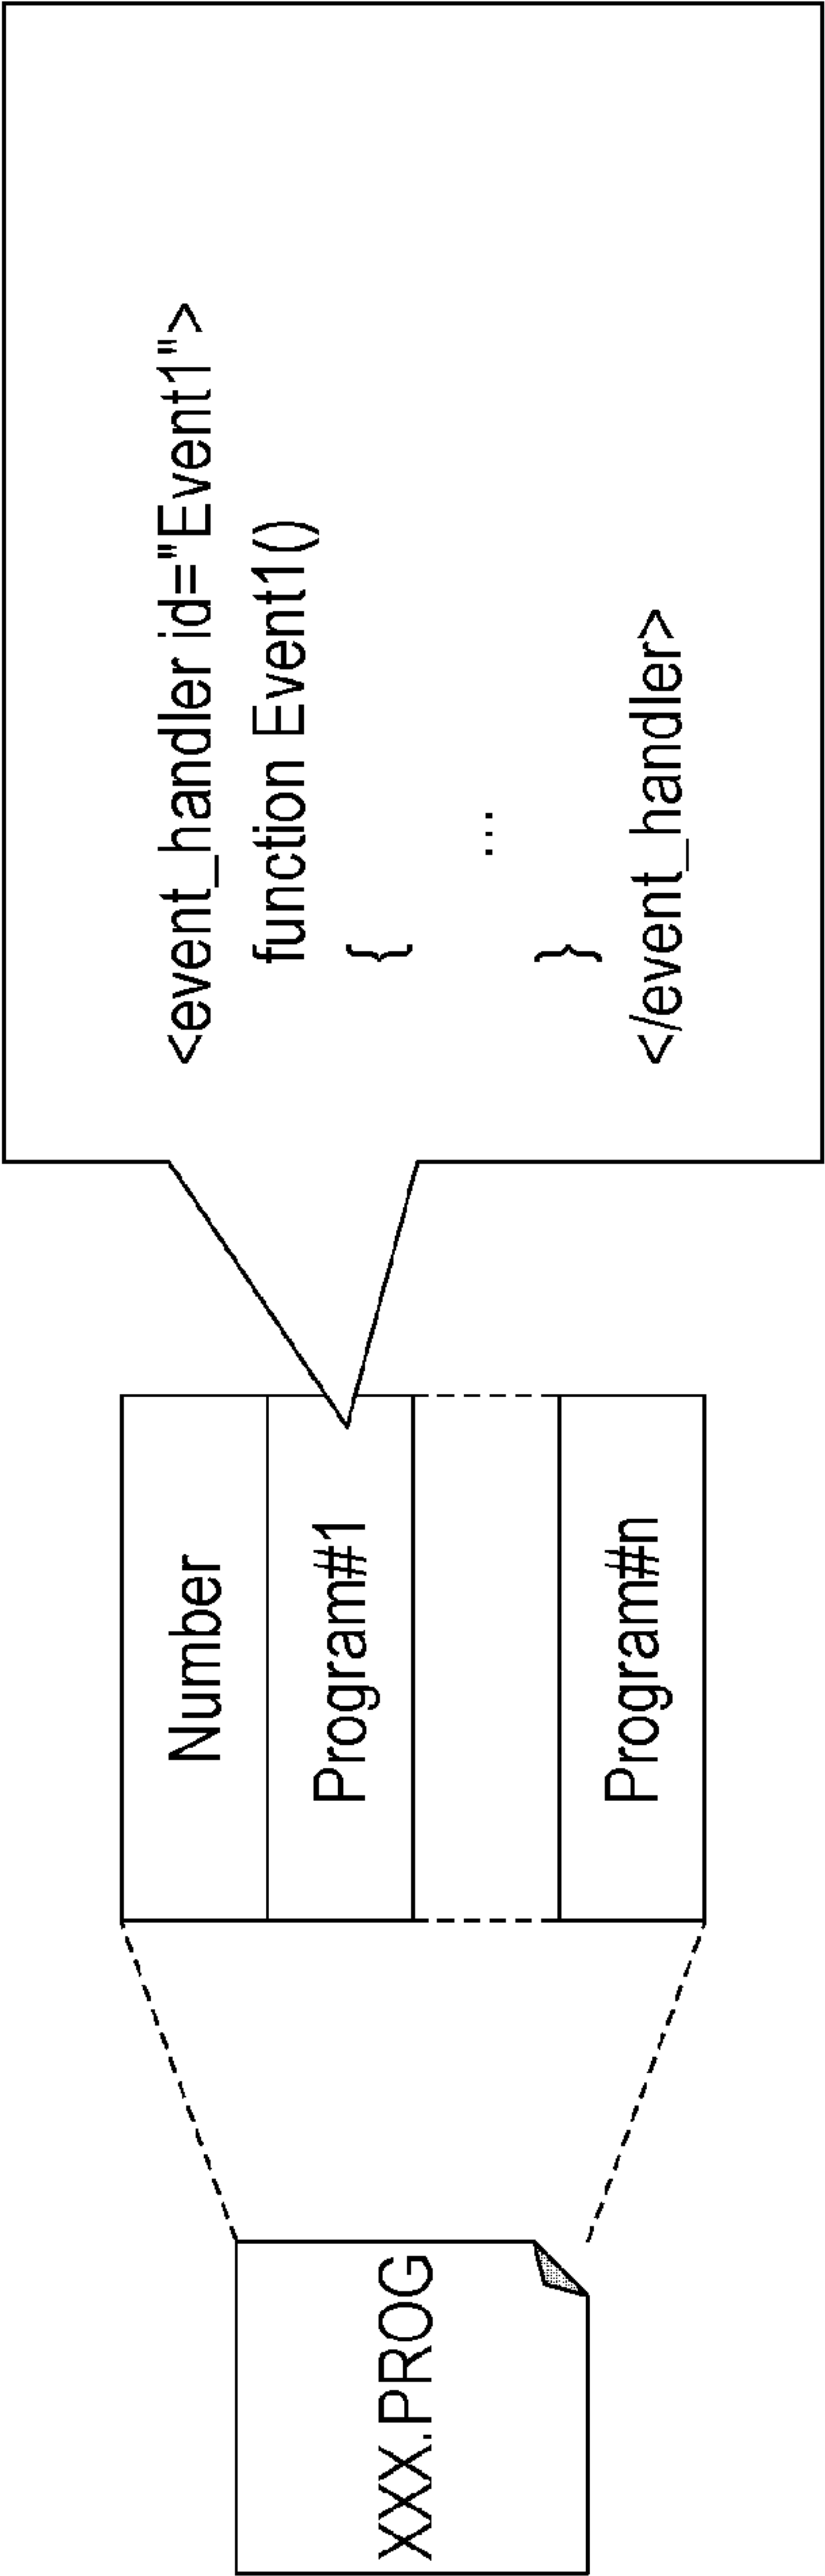 XXX.PROG
Number
Program#1
Program#n
<event_handler id="Event1">
function Event1()
{
...
}
</event_handler>